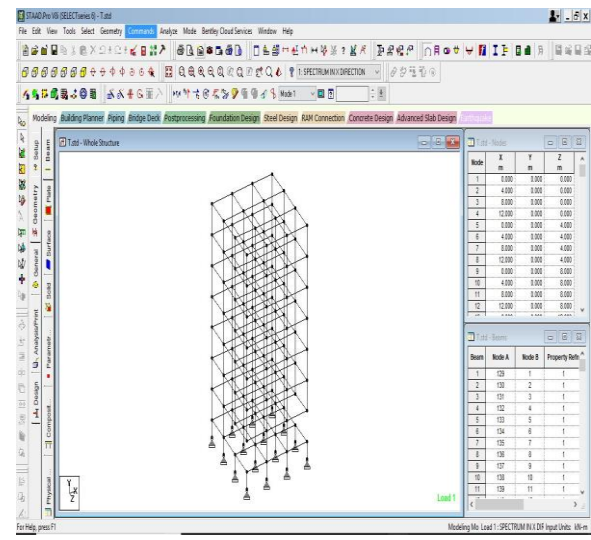 STAAD.Pro V8i (SELECTseries 6) - T.std
File Edit View Tools Select Geometry Commands Analyze Mode Bentley Cloud Services Window Help
1: SPECTRUM IN X DIRECTION
Mode 1
Modeling Building Planner Piping Bridge Deck Postprocessing Foundation Design Steel Design RAM Connection Concrete Design Advanced Slab Design Earthquake
Setup
Geometry
General
Analysis/Print
Design
Beam
Plate
Surface
Solid
Parametr...
Composit...
Physical...
T.std - Whole Structure
Y
X
Z
Load 1
T.std - Nodes
Node X m Y m Z m
1 0.000 0.000 0.000
2 4.000 0.000 0.000
3 8.000 0.000 0.000
4 12.000 0.000 0.000
5 0.000 0.000 4.000
6 4.000 0.000 4.000
7 8.000 0.000 4.000
8 12.000 0.000 4.000
9 0.000 0.000 8.000
10 4.000 0.000 8.000
11 8.000 0.000 8.000
12 12.000 0.000 8.000
T.std - Beams
Beam Node A Node B Property Refn
1 129 1 1
2 130 2 1
3 131 3 1
4 132 4 1
5 133 5 1
6 134 6 1
7 135 7 1
8 136 8 1
9 137 9 1
10 138 10 1
11 139 11 1
For Help, press F1
Modeling Mo Load 1 : SPECTRUM IN X DIF Input Units: kN-m